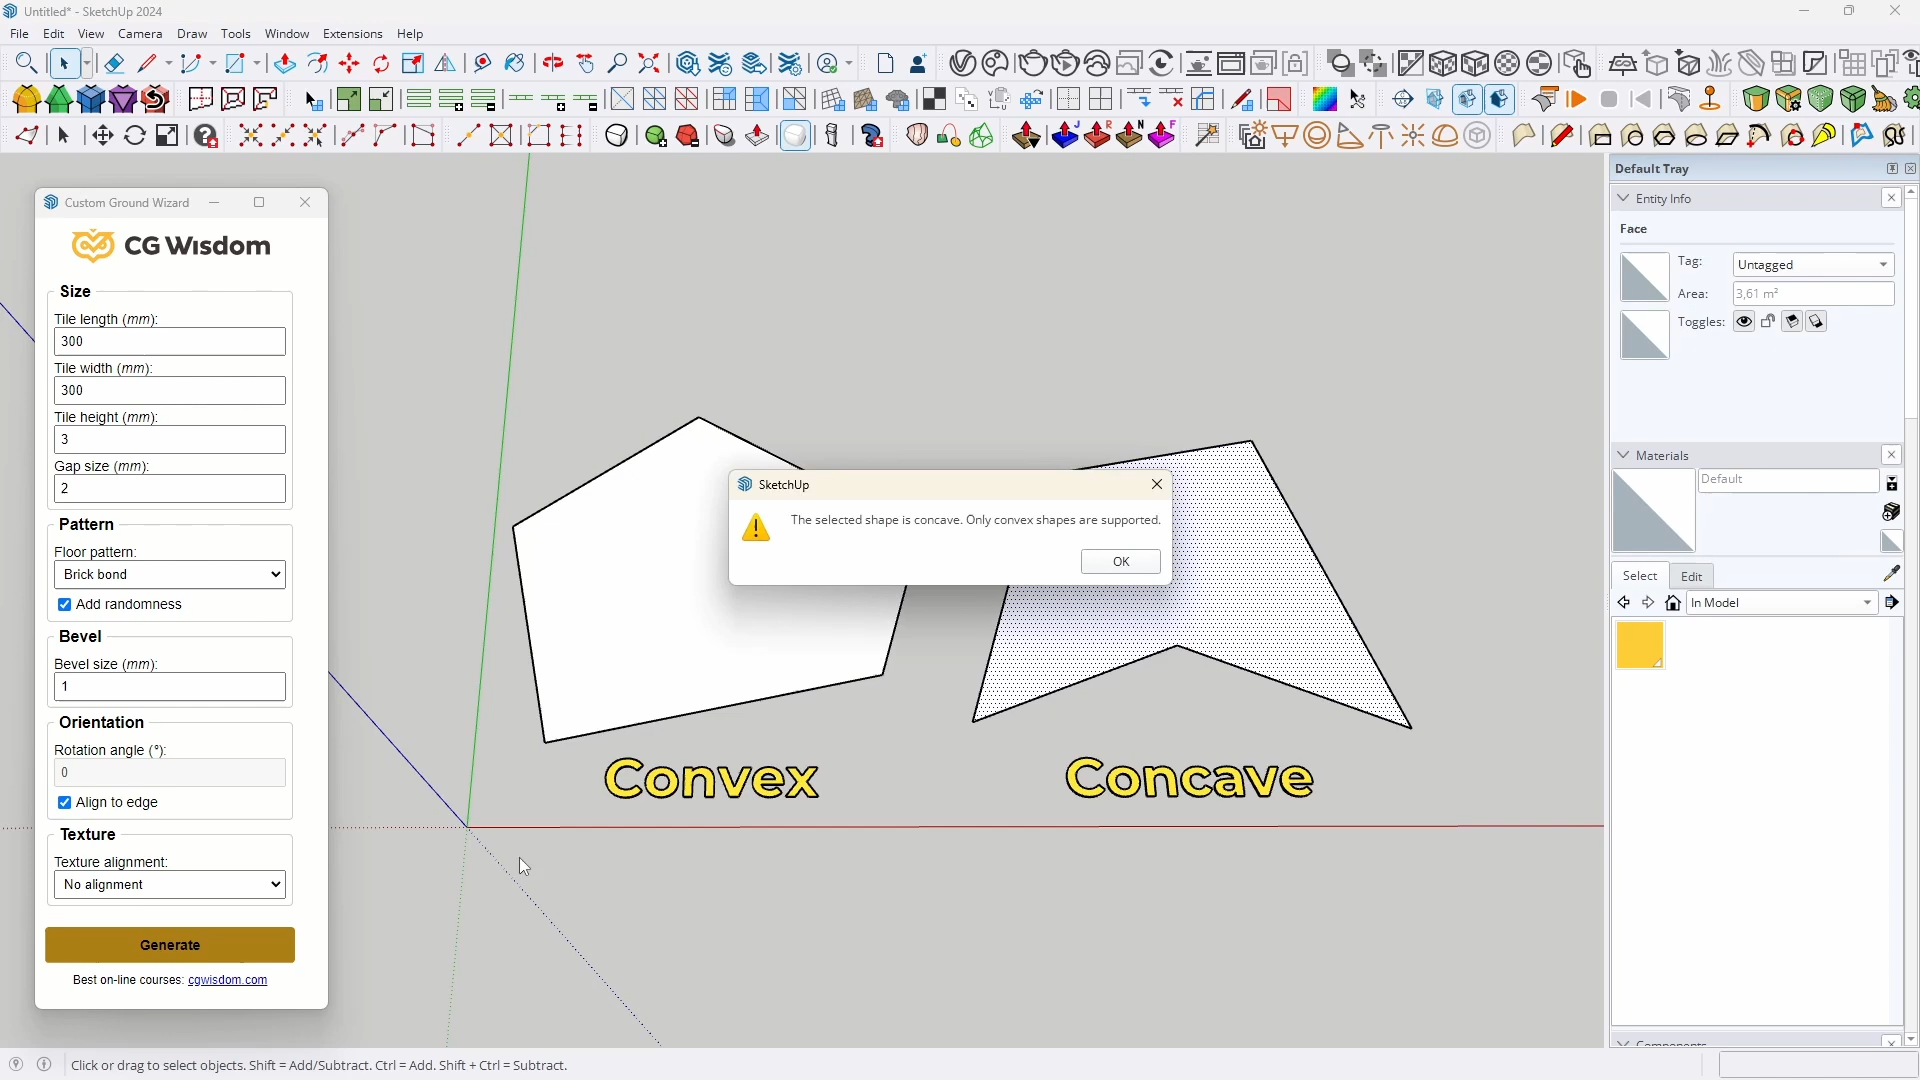 Untitled* - SketchUp 2024
File Edit View Camera Draw Tools Window Extensions Help
Custom Ground Wizard
CG Wisdom
Size
Tile length (mm):
300
Tile width (mm):
300
Tile height (mm):
3
Gap size (mm):
2
Pattern
Floor pattern:
Brick bond
Add randomness
Bevel
Bevel size (mm):
1
Orientation
Rotation angle (°):
0
Align to edge
Texture
Texture alignment:
No alignment
Generate
Best on-line courses: cgwisdom.com
SketchUp
The selected shape is concave. Only convex shapes are supported.
OK
Convex
Concave
Default Tray
Entity Info
Face
Tag: Untagged
Area: 3,61 m²
Toggles:
Materials
Default
Select Edit
In Model
Components
Click or drag to select objects. Shift = Add/Subtract. Ctrl = Add. Shift + Ctrl = Subtract.